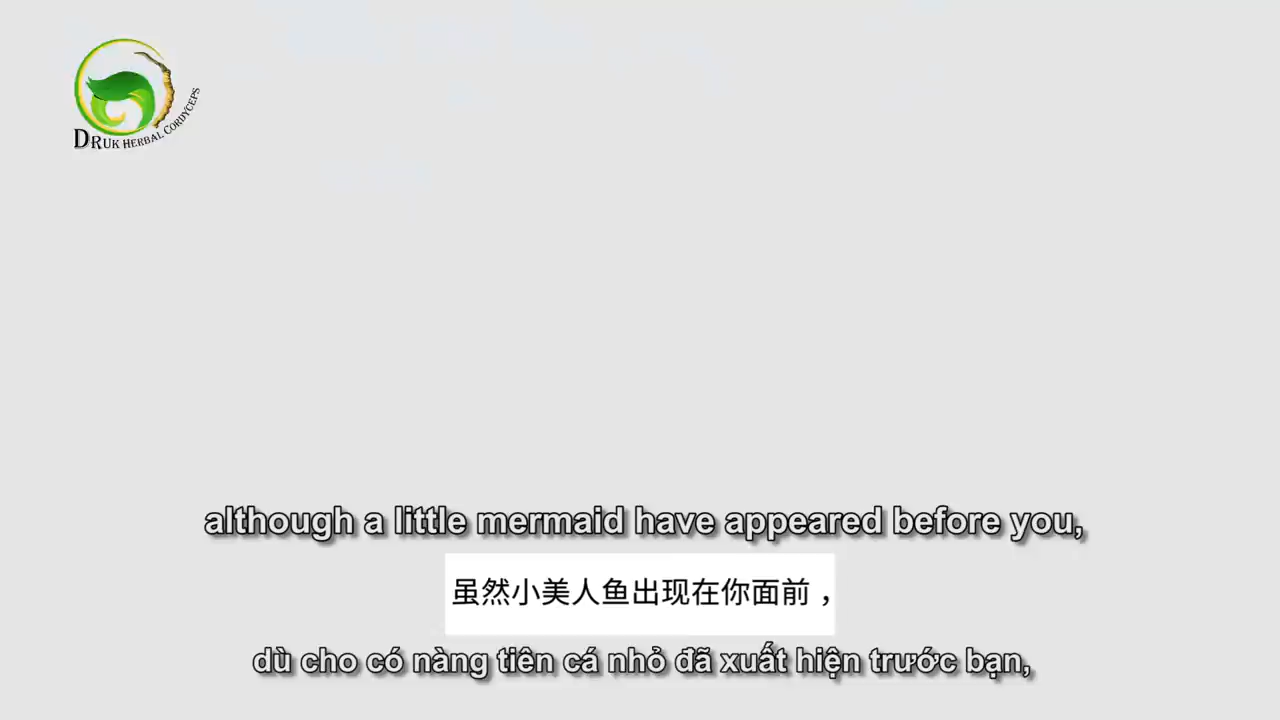 DRUK HERBAL CORDYCEPS
although a little mermaid have appeared before you,
虽然小美人鱼出现在你面前，
dù cho có nàng tiên cá nhỏ đã xuất hiện trước bạn,